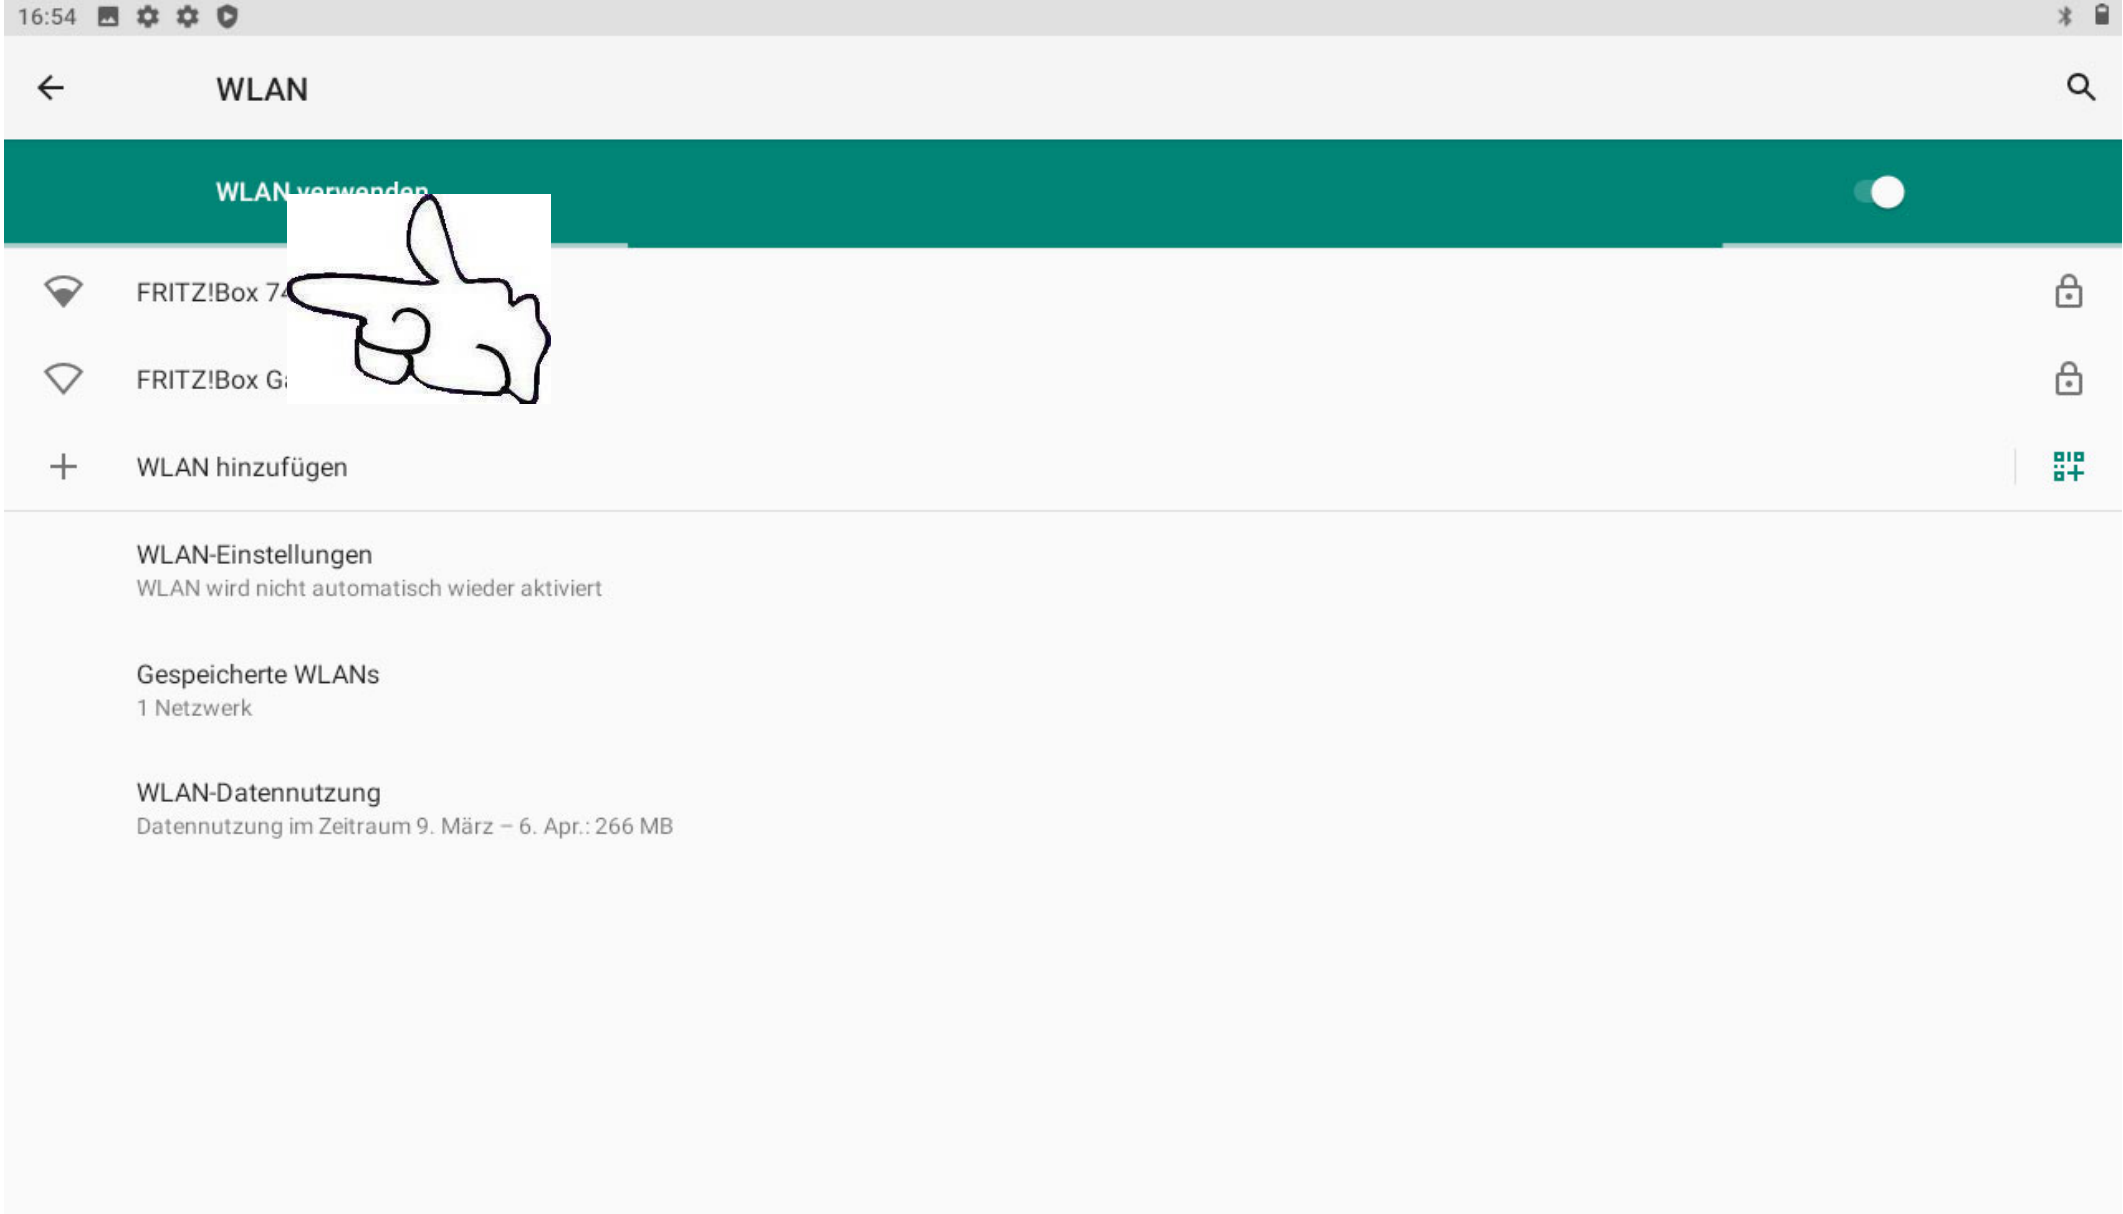 16:54
WLAN
WLAN verwenden
FRITZ!Box
FRITZ!Box
WLAN hinzufügen
WLAN-Einstellungen
WLAN wird nicht automatisch wieder aktiviert
Gespeicherte WLANs
1 Netzwerk
WLAN-Datennutzung
Datennutzung im Zeitraum 9. März – 6. Apr.: 266 MB